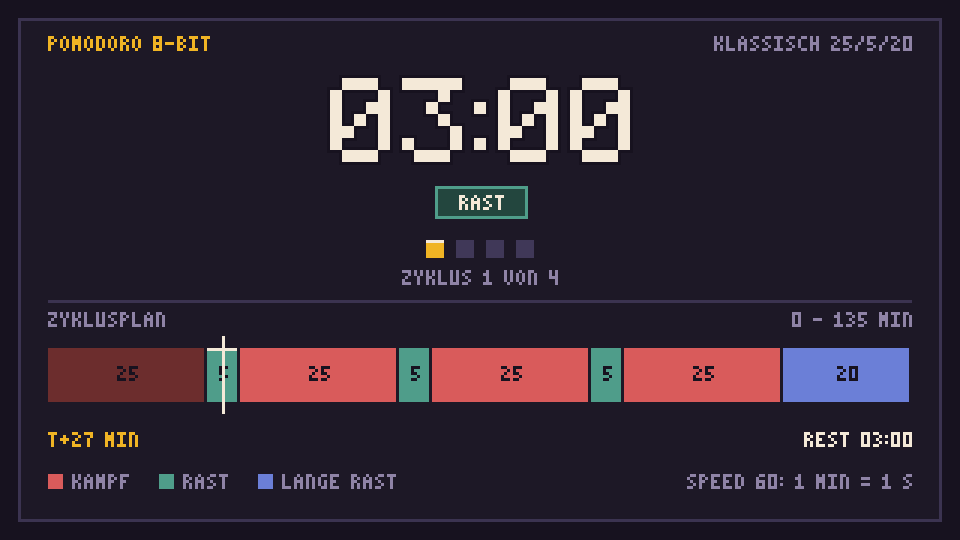 POMODORO 8-BIT
KLASSISCH 25/5/20
03:00
RAST
ZYKLUS 1 VON 4
ZYKLUSPLAN
0 - 135 MIN
25 5 25 5 25 5 25 20
T+27 MIN
REST 03:00
KAMPF RAST LANGE RAST
SPEED 60: 1 MIN = 1 S